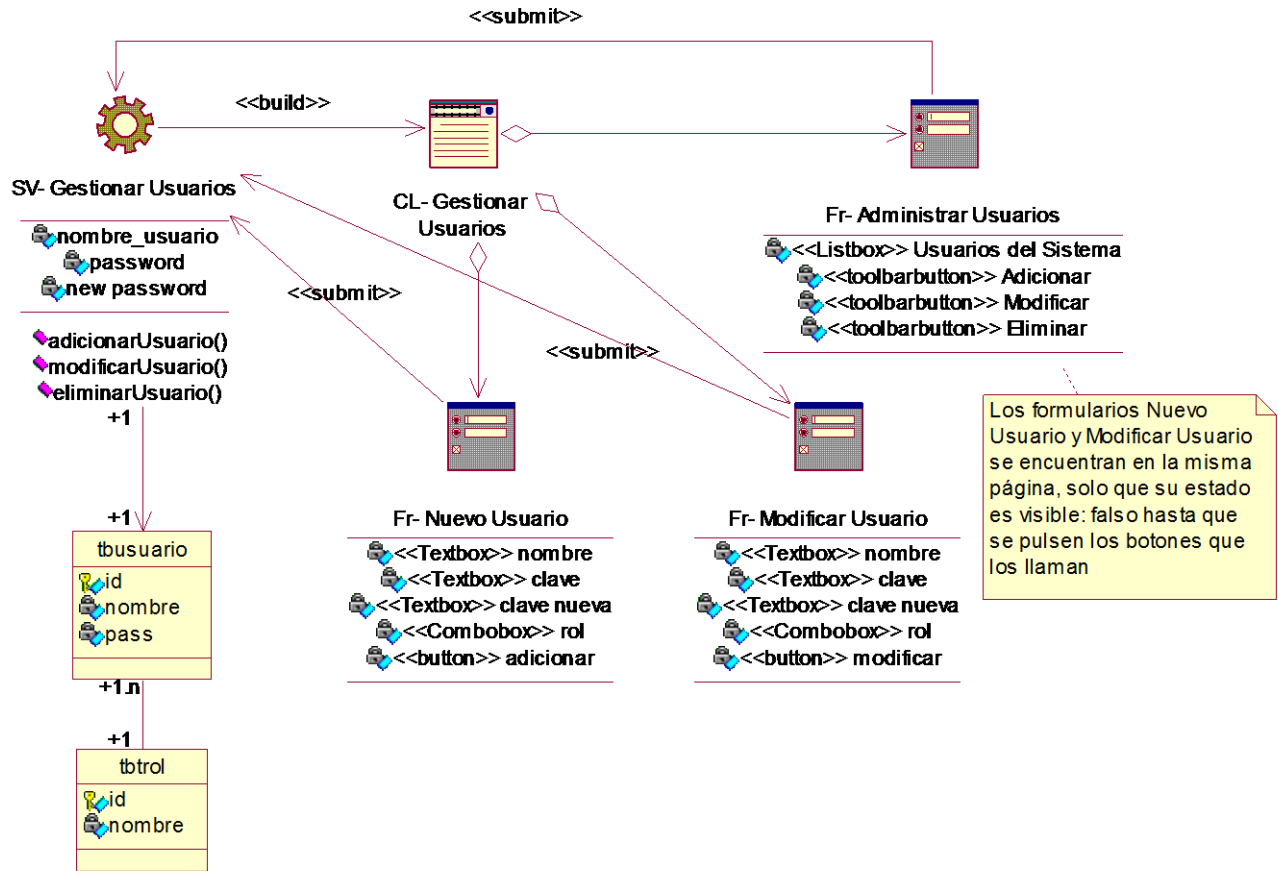 <<submit>>
<<build>>
SV- Gestionar Usuarios
nombre_usuario
password
new password
adicionarUsuario()
modificarUsuario()
eliminarUsuario()
CL- Gestionar
Usuarios
Fr- Administrar Usuarios
<<Listbox>> Usuarios del Sistema
<<toolbarbutton>> Adicionar
<<toolbarbutton>> Modificar
<<toolbarbutton>> Eliminar
<<submit>>
<<submit>>
Los formularios Nuevo
Usuario y Modificar Usuario
se encuentran en la misma
página, solo que su estado
es visible: falso hasta que
se pulsen los botones que
los llaman
+1
+1
tbusuario
id
nombre
pass
+1.n
+1
tbtrol
id
nombre
Fr- Nuevo Usuario
<<Textbox>> nombre
<<Textbox>> clave
<<Textbox>> clave nueva
<<Combobox>> rol
<<button>> adicionar
Fr- Modificar Usuario
<<Textbox>> nombre
<<Textbox>> clave
<<Textbox>> clave nueva
<<Combobox>> rol
<<button>> modificar